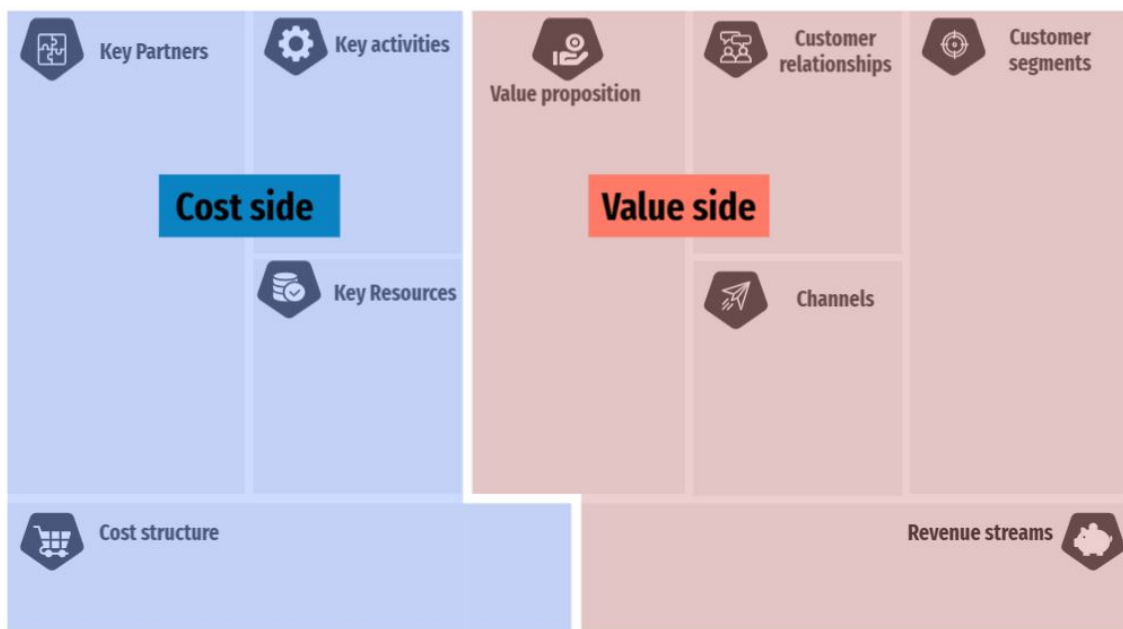 Key Partners
Key activities
Value proposition
Customer
relationships
Customer
segments
Cost side
Value side
Key Resources
Channels
Cost structure
Revenue streams